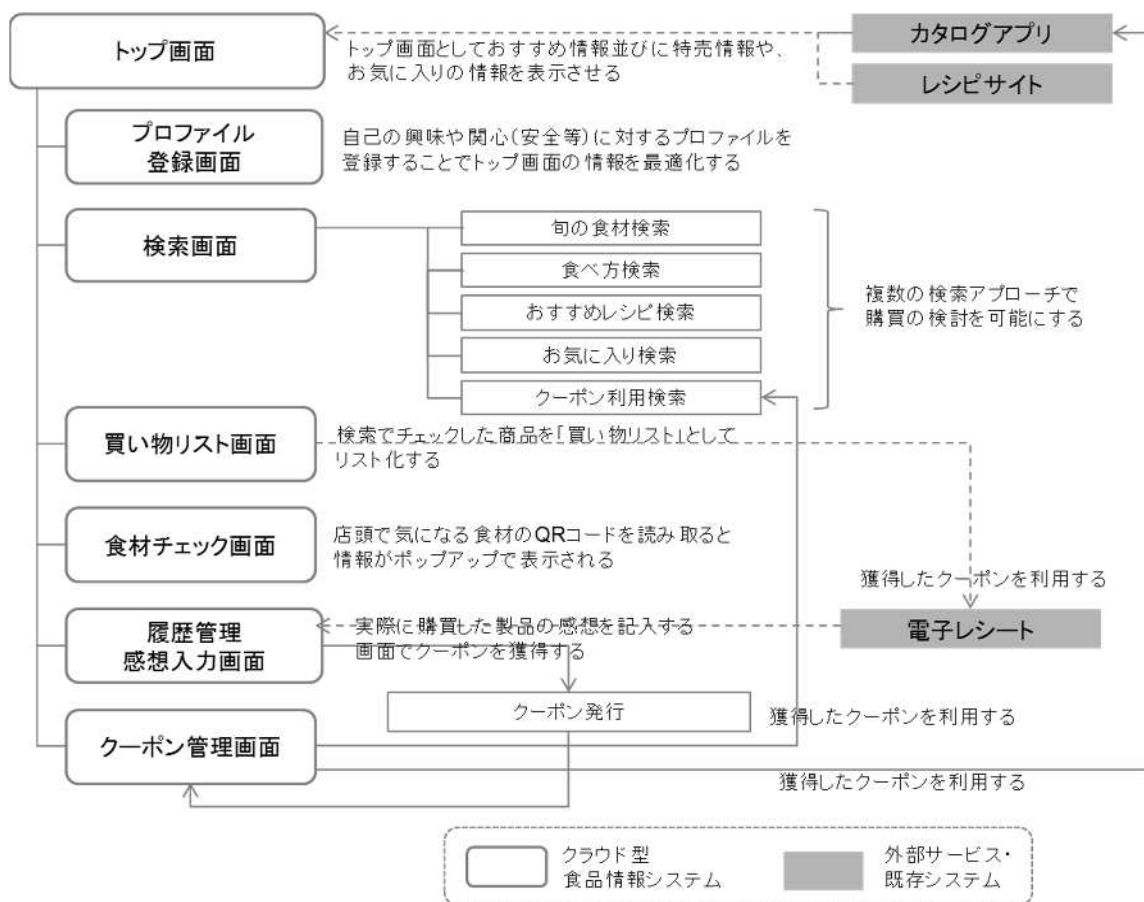 トップ画面
トップ画面としておすすめ情報並びに特売情報や、
お気に入りの情報を表示させる
カタログアプリ
レシピサイト
プロファイル
登録画面
自己の興味や関心(安全等)に対するプロファイルを
登録することでトップ画面の情報を最適化する
検索画面
旬の食材検索
食べ方検索
おすすめレシピ検索
お気に入り検索
クーポン利用検索
複数の検索アプローチで
購買の検討を可能にする
買い物リスト画面
検索でチェックした商品を「買い物リスト」として
リスト化する
食材チェック画面
店頭で気になる食材のQRコードを読み取ると
情報がポップアップで表示される
獲得したクーポンを利用する
電子レシート
履歴管理
感想入力画面
実際に購買した製品の感想を記入する
画面でクーポンを獲得する
クーポン発行
獲得したクーポンを利用する
クーポン管理画面
獲得したクーポンを利用する
クラウド型
食品情報システム
外部サービス・
既存システム